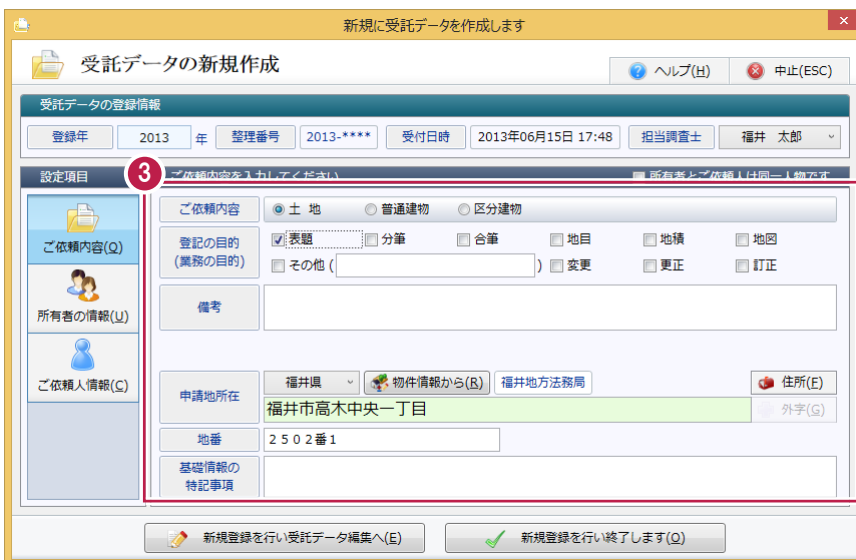 新規に受託データを作成します
受託データの新規作成
ヘルプ(H) 中止(ESC)
受託データの登録情報
登録年 2013 年 整理番号 2013-**** 受付日時 2013年06月15日 17:48 担当調査士 福井 太郎
設定項目 3 ご依頼内容を入力してください 所有者とご依頼人は同一人物です
ご依頼内容 土 地 普通建物 区分建物
ご依頼内容(Q)
登記の目的 表題 分筆 合筆 地目 地積 地図
(業務の目的) その他 ( ) 変更 更正 訂正
備考
所有者の情報(U)
ご依頼人情報(C)
申請地所在 福井県 物件情報から(R) 福井地方法務局 住所(F)
福井市高木中央一丁目 外字(G)
地番 2502番1
基礎情報の
特記事項
新規登録を行い受託データ編集へ(E) 新規登録を行い終了します(O)